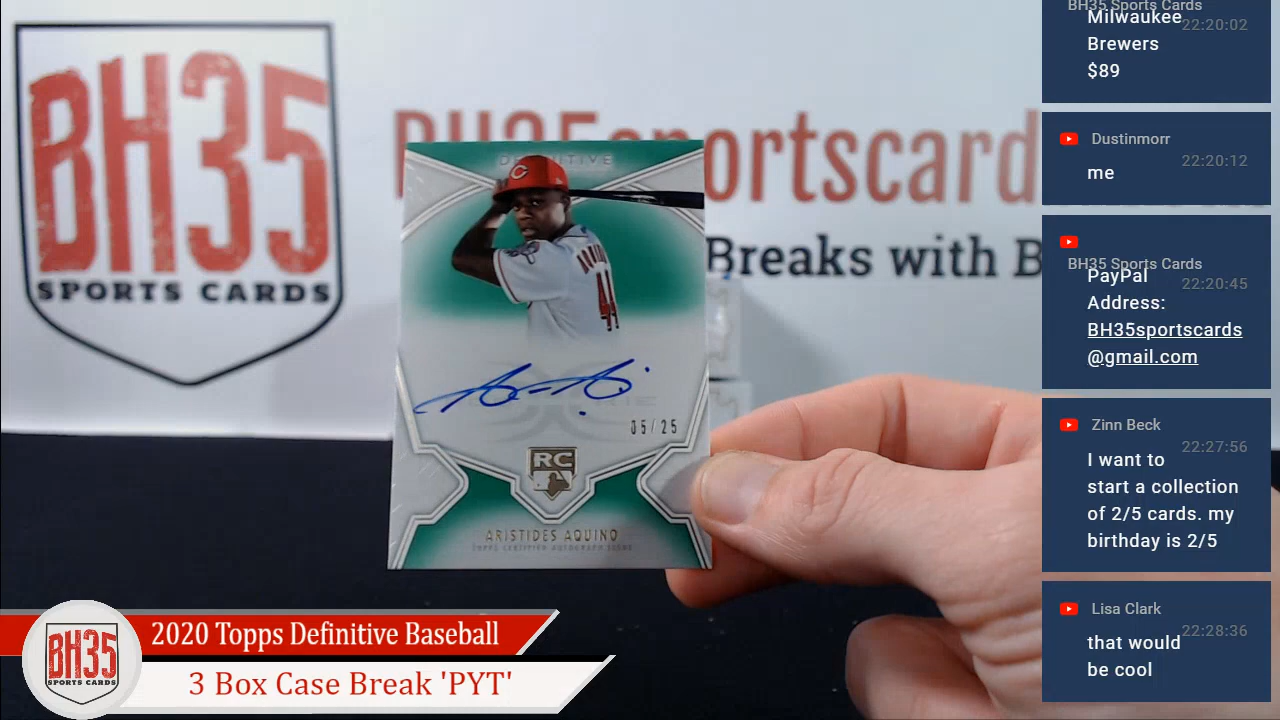 BH35
SPORTS CARDS
BH35sportscard
Breaks with B
DEFINITIVE
C
AQUINO
44
05/25
RC
ARISTIDES AQUINO
TOPPS CERTIFIED AUTOGRAPH ISSUE
BH35
SPORTS CARDS
2020 Topps Definitive Baseball
3 Box Case Break 'PYT'
BH35 Sports Cards
22:20:02
Milwaukee
Brewers
$89
Dustinmorr
22:20:12
me
BH35 Sports Cards
22:20:45
PayPal
Address:
BH35sportscards
@gmail.com
Zinn Beck
22:27:56
I want to
start a collection
of 2/5 cards. my
birthday is 2/5
Lisa Clark
22:28:36
that would
be cool